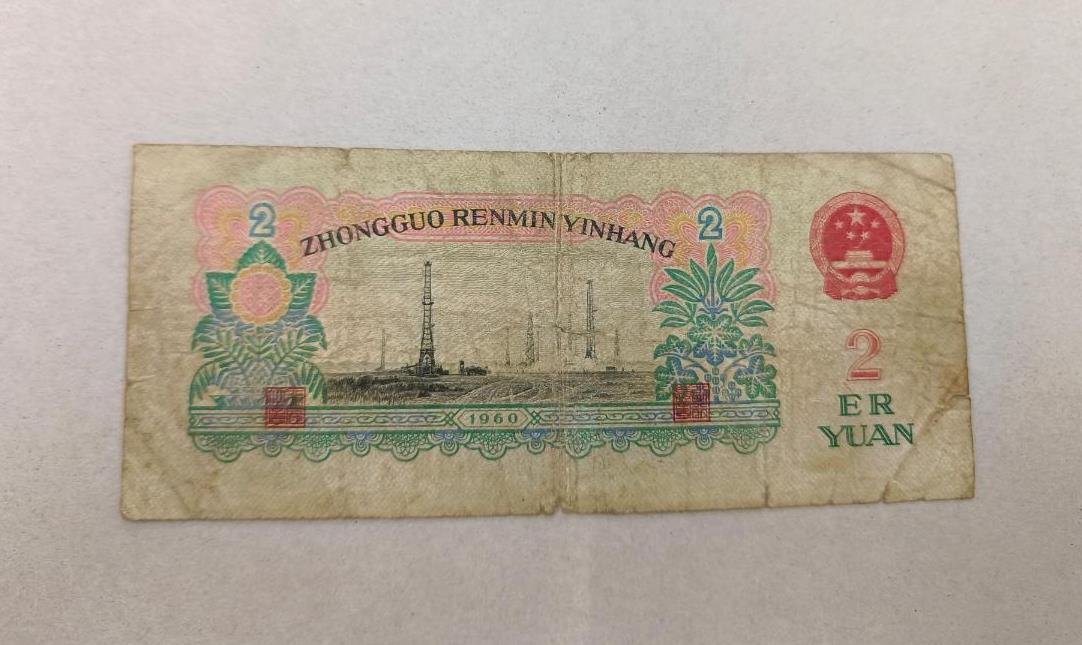 2
2
ZHONGGUO RENMIN YINHANG
1960
2
ER
YUAN